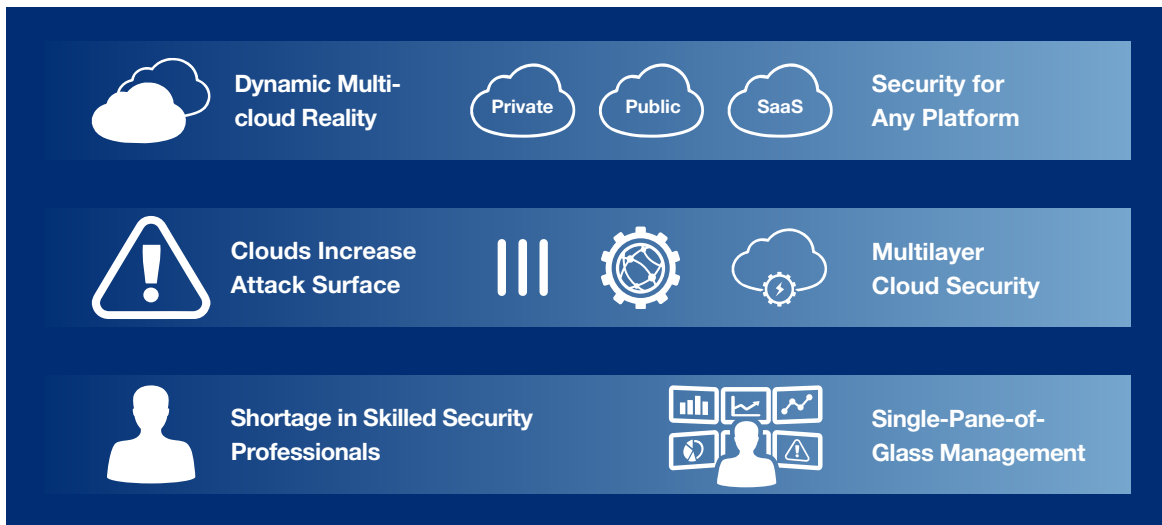 Dynamic Multi-
cloud Reality
Private
Public
SaaS
Security for
Any Platform
Clouds Increase
Attack Surface
Multilayer
Cloud Security
Shortage in Skilled Security
Professionals
Single-Pane-of-
Glass Management